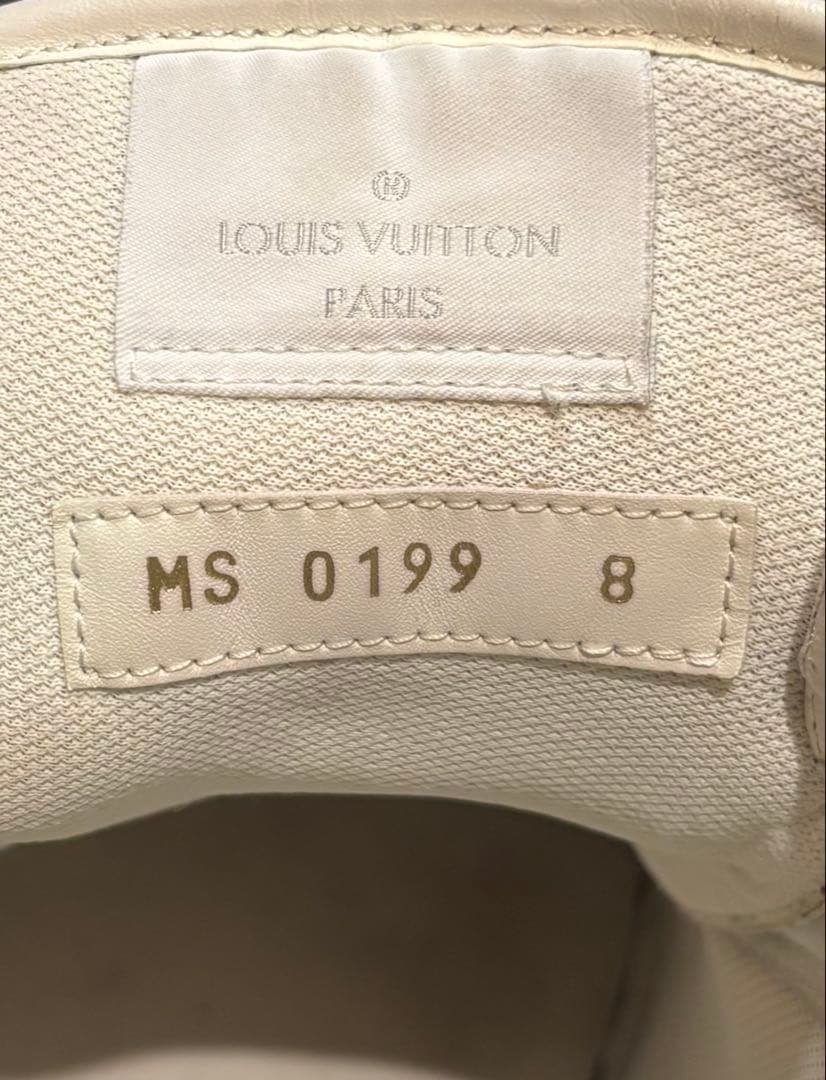 ®
LOUIS VUITTON
PARIS
MS 0199 8